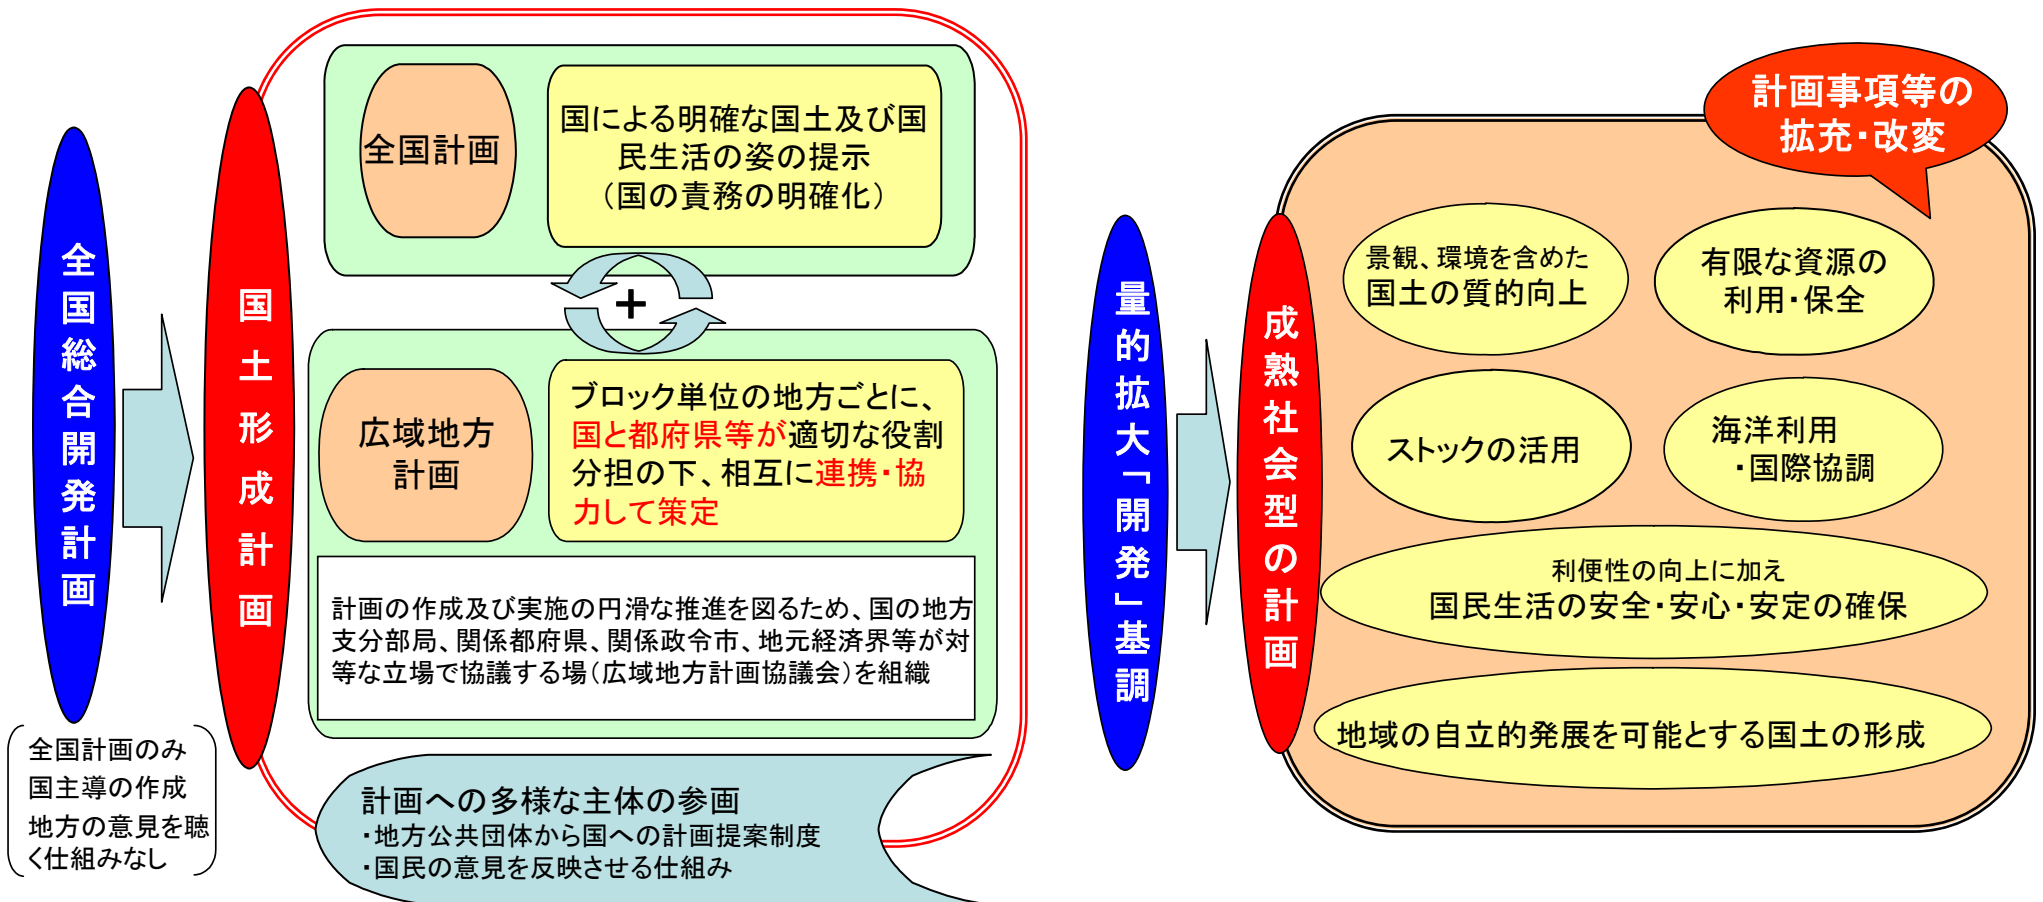 全国総合開発計画
全国計画のみ
国主導の作成
地方の意見を聴
く仕組みなし
国土形成計画
全国計画
国による明確な国土及び国
民生活の姿の提示
（国の責務の明確化）
＋
広域地方
計画
ブロック単位の地方ごとに、
国と都府県等が適切な役割
分担の下、相互に連携・協
力して策定
計画の作成及び実施の円滑な推進を図るため、国の地方
支分部局、関係都府県、関係政令市、地元経済界等が対
等な立場で協議する場（広域地方計画協議会）を組織
計画への多様な主体の参画
・地方公共団体から国への計画提案制度
・国民の意見を反映させる仕組み
量的拡大「開発」基調
成熟社会型の計画
計画事項等の
拡充・改変
景観、環境を含めた
国土の質的向上
有限な資源の
利用・保全
ストックの活用
海洋利用
・国際協調
利便性の向上に加え
国民生活の安全・安心・安定の確保
地域の自立的発展を可能とする国土の形成